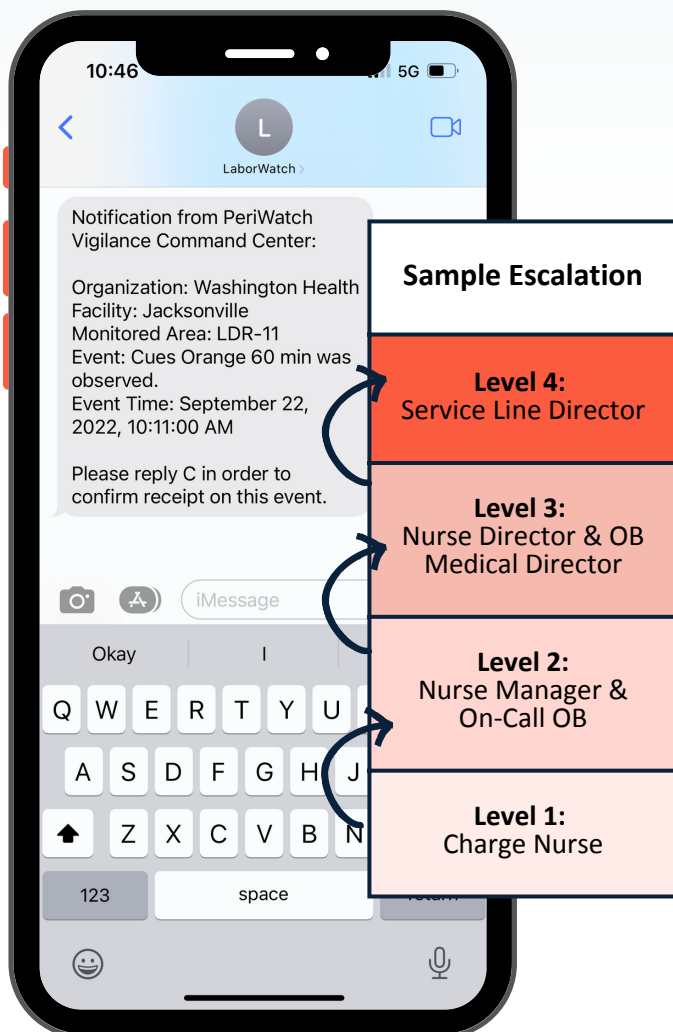 10:46
5G
L
LaborWatch
Notification from PeriWatch
Vigilance Command Center:
Organization: Washington Health
Facility: Jacksonville
Monitored Area: LDR-11
Event: Cues Orange 60 min was
observed.
Event Time: September 22,
2022, 10:11:00 AM
Please reply C in order to
confirm receipt on this event.
iMessage
Okay
I
Q W E R T Y U
A S D F G H J
Z X C V B N
123
space
Sample Escalation
Level 4:
Service Line Director
Level 3:
Nurse Director & OB
Medical Director
Level 2:
Nurse Manager &
On-Call OB
Level 1:
Charge Nurse